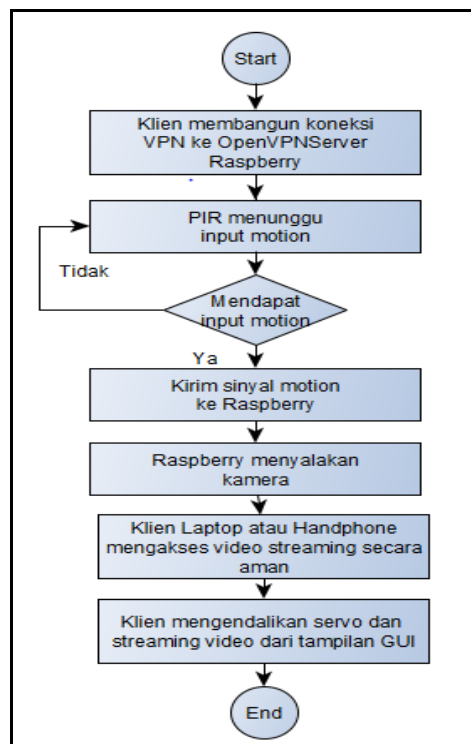 Start
Klien membangun koneksi
VPN ke OpenVPNServer
Raspberry
PIR menunggu
input motion
Tidak
Mendapat
input motion
Ya
Kirim sinyal motion
ke Raspberry
Raspberry menyalakan
kamera
Klien Laptop atau Handphone
mengakses video streaming secara
aman
Klien mengendalikan servo dan
streaming video dari tampilan GUI
End